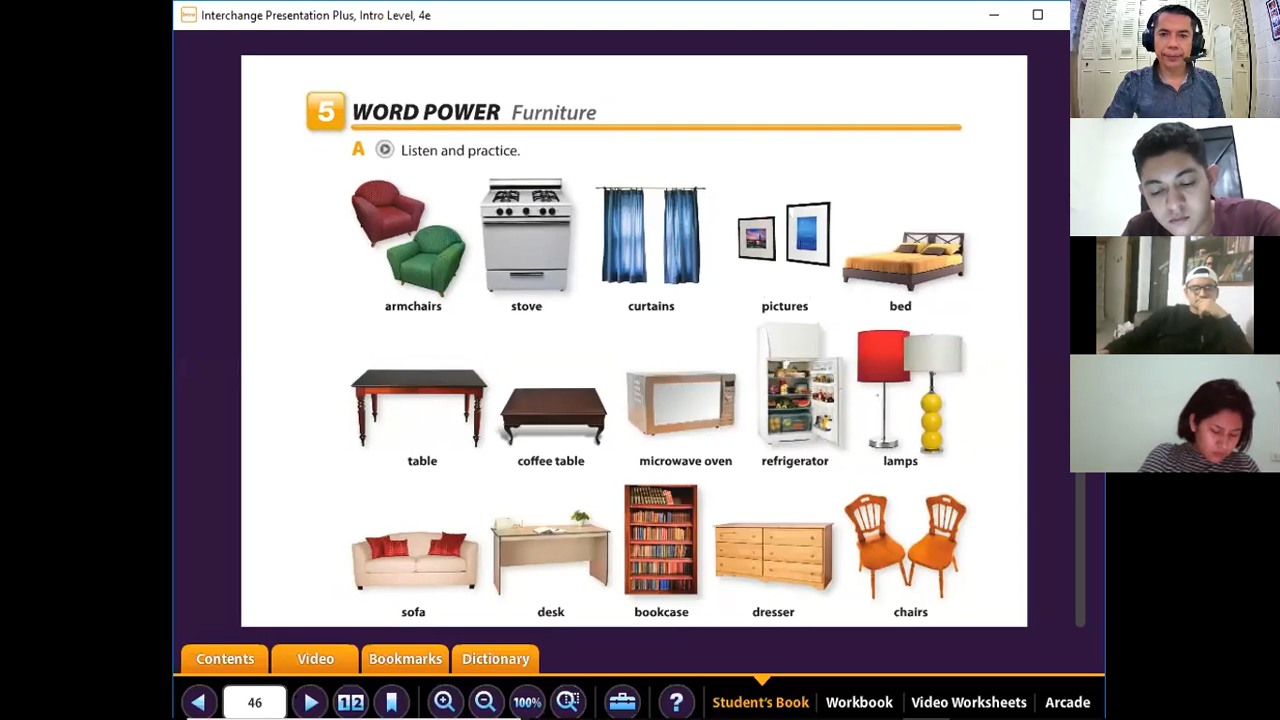 Interchange Presentation Plus, Intro Level, 4e
5 WORD POWER Furniture
A Listen and practice.
armchairs stove curtains pictures bed
table coffee table microwave oven refrigerator lamps
sofa desk bookcase dresser chairs
Contents Video Bookmarks Dictionary
46 12 100% ? Student's Book Workbook Video Worksheets Arcade